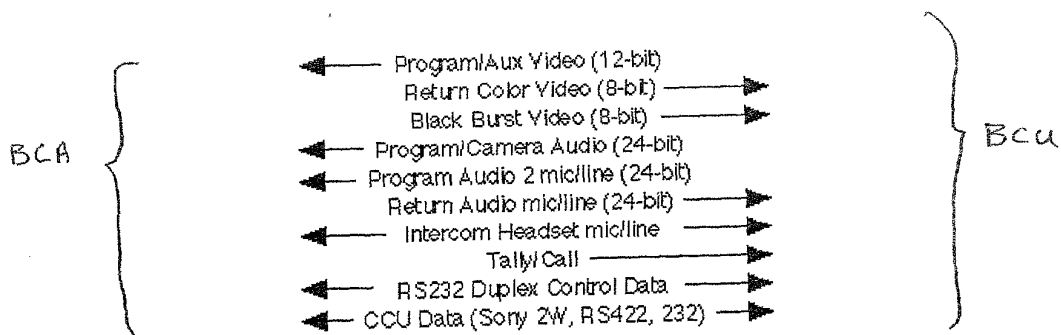 Program/Aux Video (12-bit)
Return Color Video (8-bit)
Black Burst Video (8-bit)
Program/Camera Audio (24-bit)
BCA
BCU
Program Audio 2 mic/line (24-bit)
Return Audio mic/line (24-bit)
Intercom Headset mic/line
Tally/Call
RS232 Duplex Control Data
CCU Data (Sony 2W, RS422, 232)